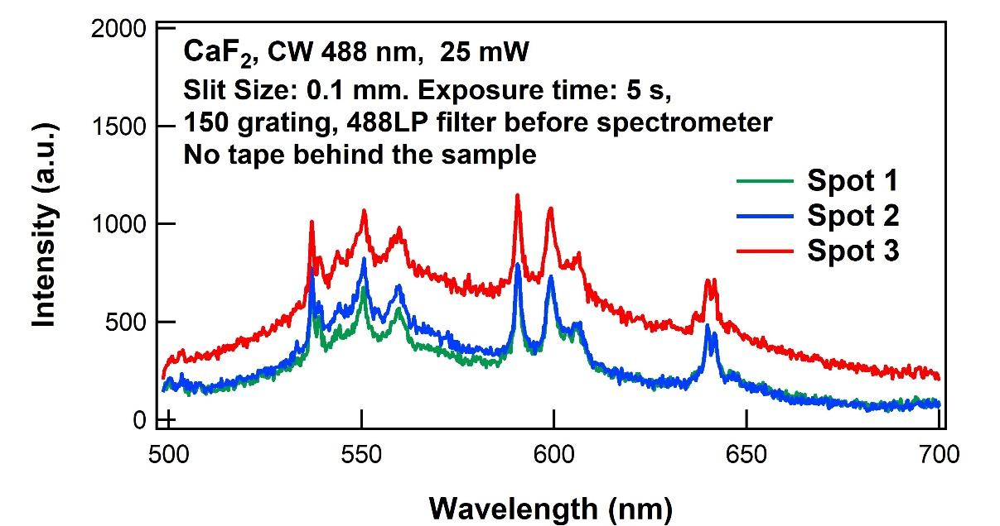 2000
CaF₂, CW 488 nm, 25 mW
Slit Size: 0.1 mm. Exposure time: 5 s,
1500
150 grating, 488LP filter before spectrometer
No tape behind the sample
Spot 1
Spot 2
Spot 3
1000
500
0
Intensity (a.u.)
500 550 600 650 700
Wavelength (nm)